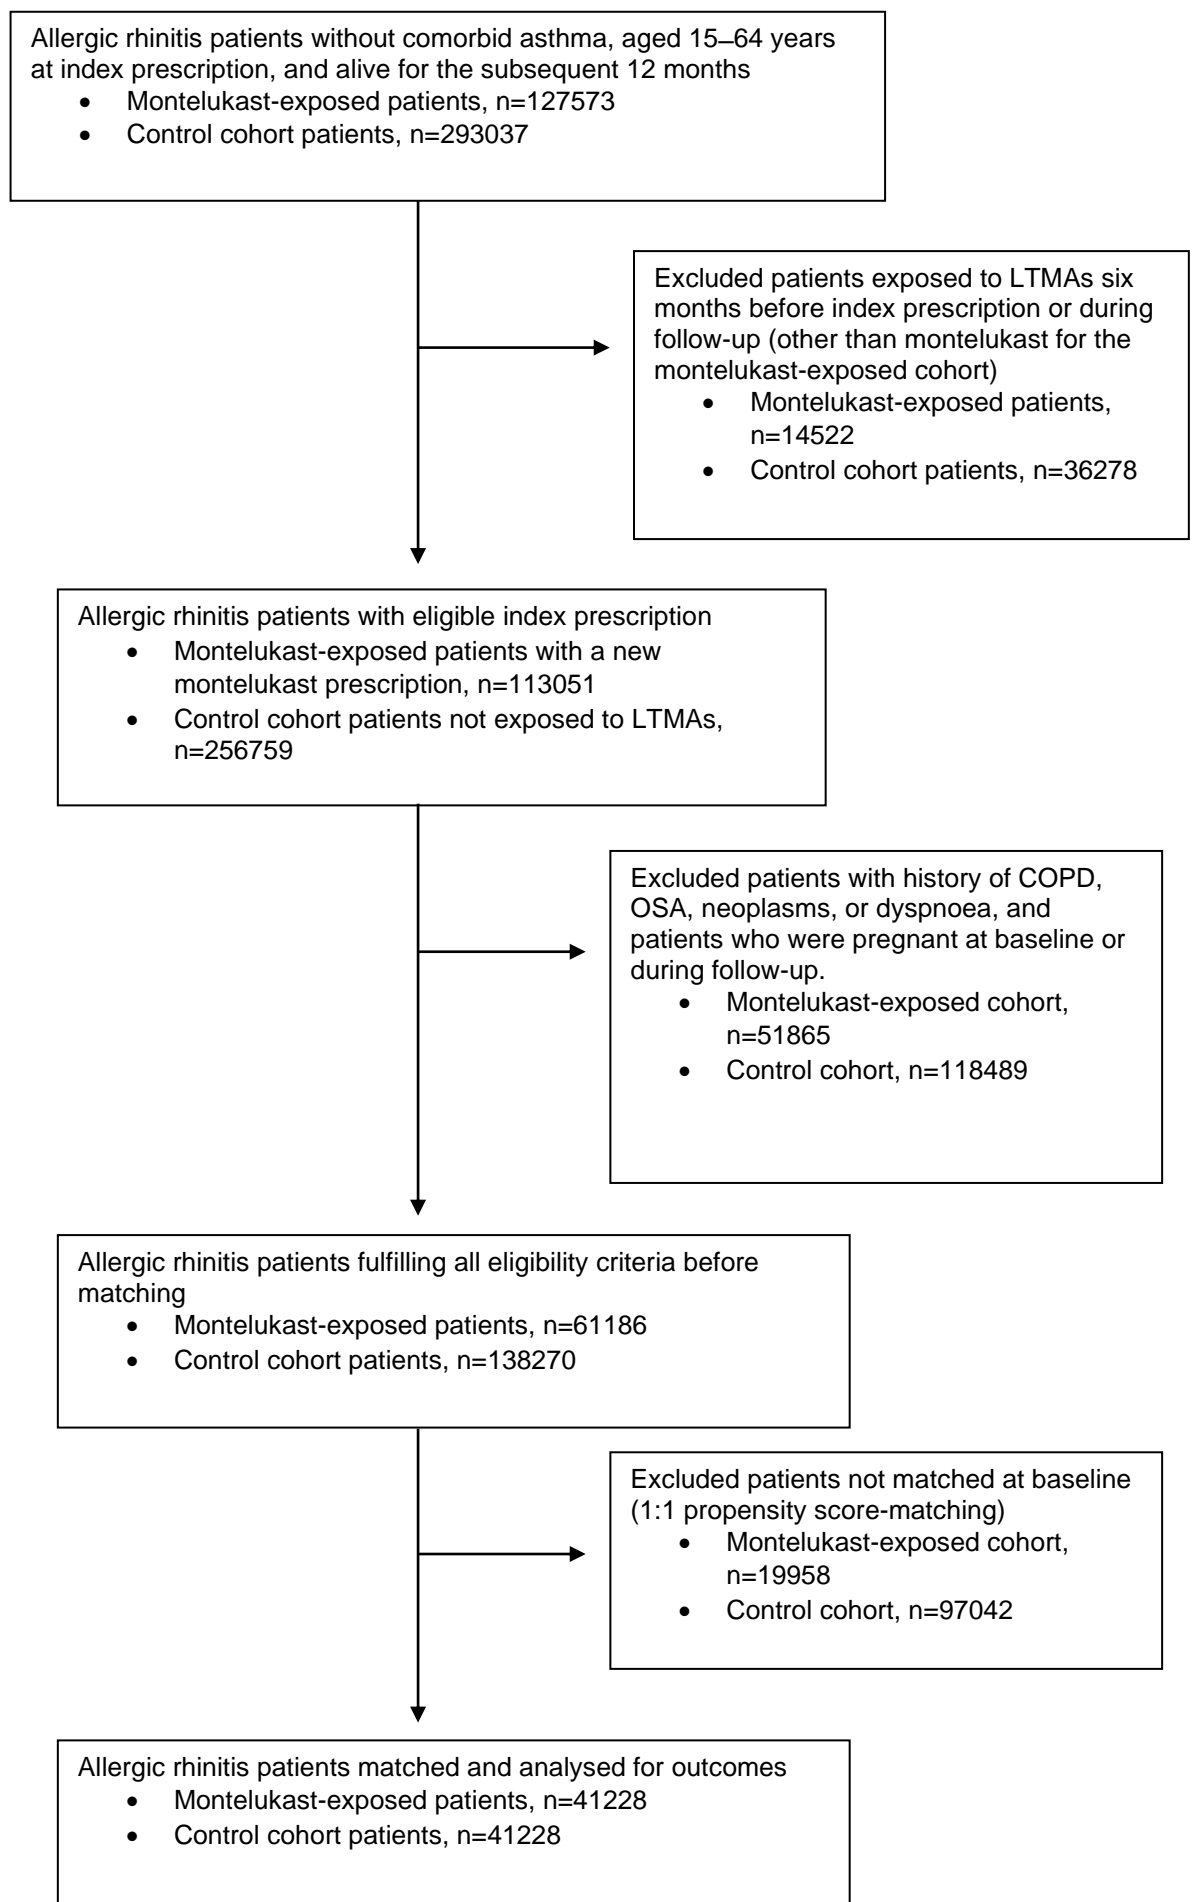 Allergic rhinitis patients without comorbid asthma, aged 15–64 years
at index prescription, and alive for the subsequent 12 months
• Montelukast-exposed patients, n=127573
• Control cohort patients, n=293037
Excluded patients exposed to LTMAs six
months before index prescription or during
follow-up (other than montelukast for the
montelukast-exposed cohort)
• Montelukast-exposed patients,
n=14522
• Control cohort patients, n=36278
Allergic rhinitis patients with eligible index prescription
• Montelukast-exposed patients with a new
montelukast prescription, n=113051
• Control cohort patients not exposed to LTMAs,
n=256759
Excluded patients with history of COPD,
OSA, neoplasms, or dyspnoea, and
patients who were pregnant at baseline or
during follow-up.
• Montelukast-exposed cohort,
n=51865
• Control cohort, n=118489
Allergic rhinitis patients fulfilling all eligibility criteria before
matching
• Montelukast-exposed patients, n=61186
• Control cohort patients, n=138270
Excluded patients not matched at baseline
(1:1 propensity score-matching)
• Montelukast-exposed cohort,
n=19958
• Control cohort, n=97042
Allergic rhinitis patients matched and analysed for outcomes
• Montelukast-exposed patients, n=41228
• Control cohort patients, n=41228